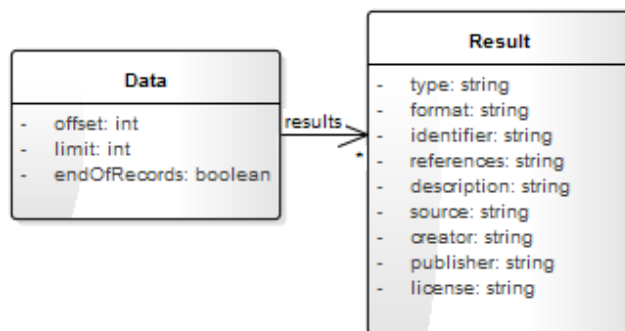 Data
- offset: int
- limit: int
- endOfRecords: boolean
results
*
Result
- type: string
- format: string
- identifier: string
- references: string
- description: string
- source: string
- creator: string
- publisher: string
- license: string